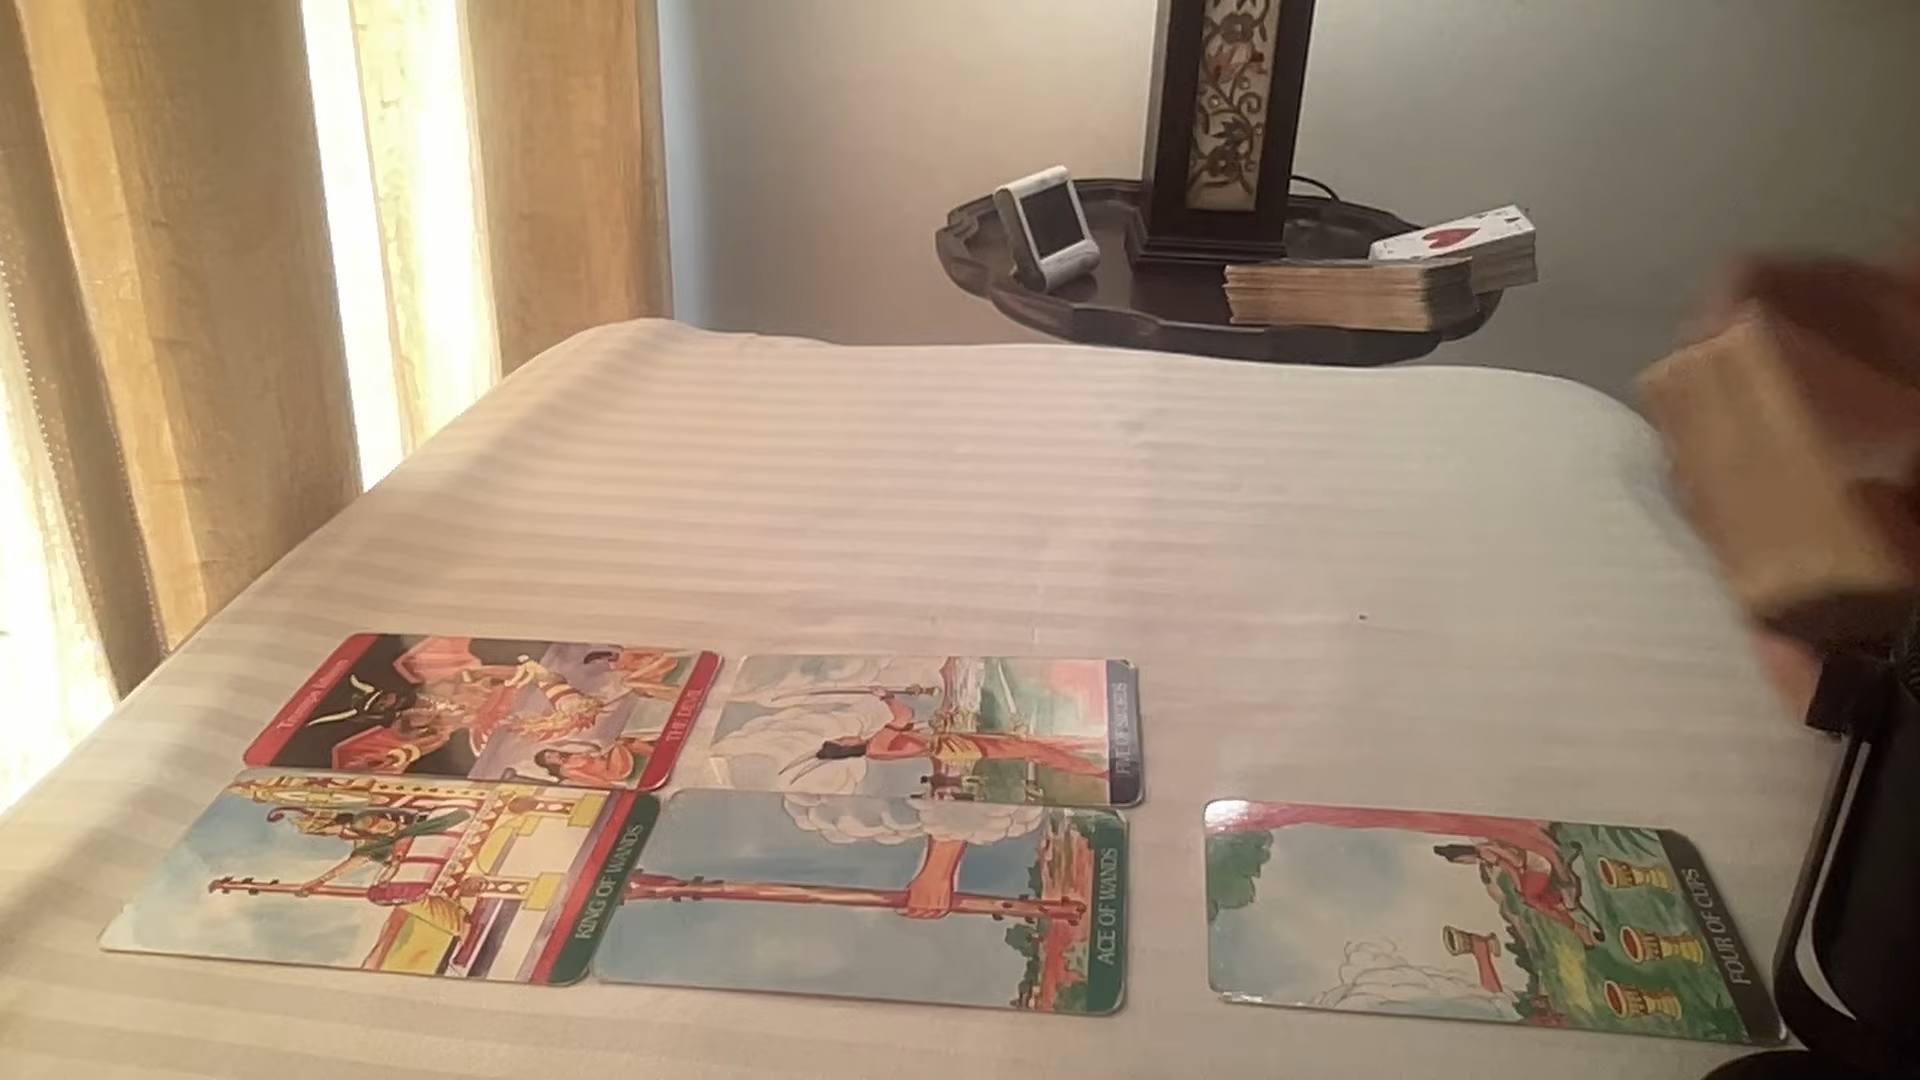 THE DEVIL
FIVE OF SWORDS
KING OF WANDS
ACE OF WANDS
FOUR OF CUPS